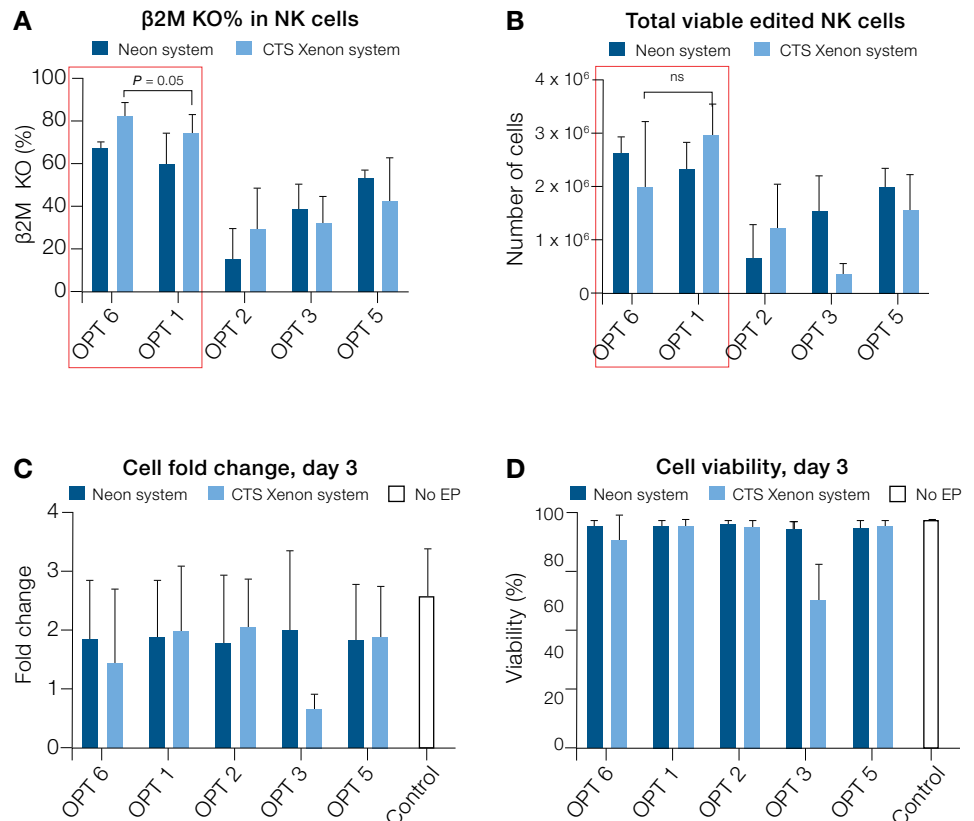 A
β2M KO% in NK cells
Neon system
CTS Xenon system
β2M KO (%)
100
80
60
40
20
0
P = 0.05
OPT 6
OPT 1
OPT 2
OPT 3
OPT 5
B
Total viable edited NK cells
Neon system
CTS Xenon system
Number of cells
4 x 10⁶
3 x 10⁶
2 x 10⁶
1 x 10⁶
0
ns
OPT 6
OPT 1
OPT 2
OPT 3
OPT 5
C
Cell fold change, day 3
Neon system
CTS Xenon system
No EP
Fold change
4
3
2
1
0
OPT 6
OPT 1
OPT 2
OPT 3
OPT 5
Control
D
Cell viability, day 3
Neon system
CTS Xenon system
No EP
Viability (%)
100
80
60
40
20
0
OPT 6
OPT 1
OPT 2
OPT 3
OPT 5
Control